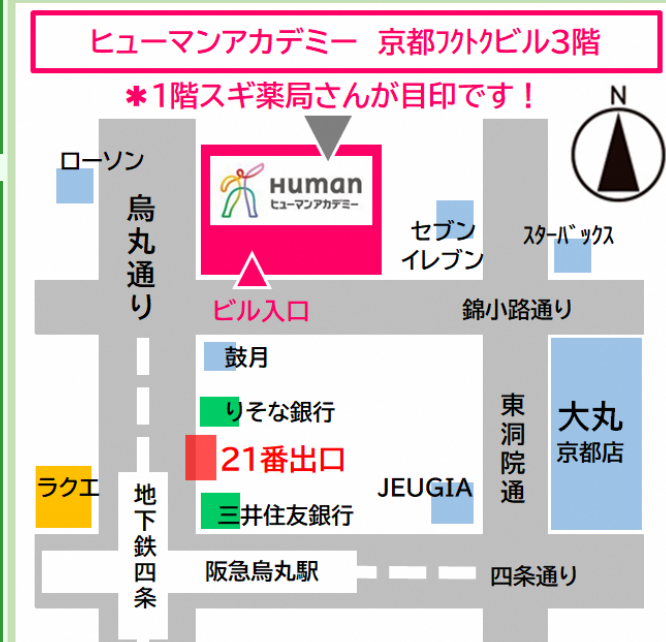 ヒューマンアカデミー 京都フクトクビル3階
＊1階スギ薬局さんが目印です！
N
ローソン
烏丸通り
Human
ヒューマンアカデミー
セブン
イレブン
スターバックス
ビル入口
錦小路通り
鼓月
りそな銀行
21番出口
東洞院通
大丸
京都店
ラクエ
地下鉄四条
三井住友銀行
JEUGIA
阪急烏丸駅
四条通り